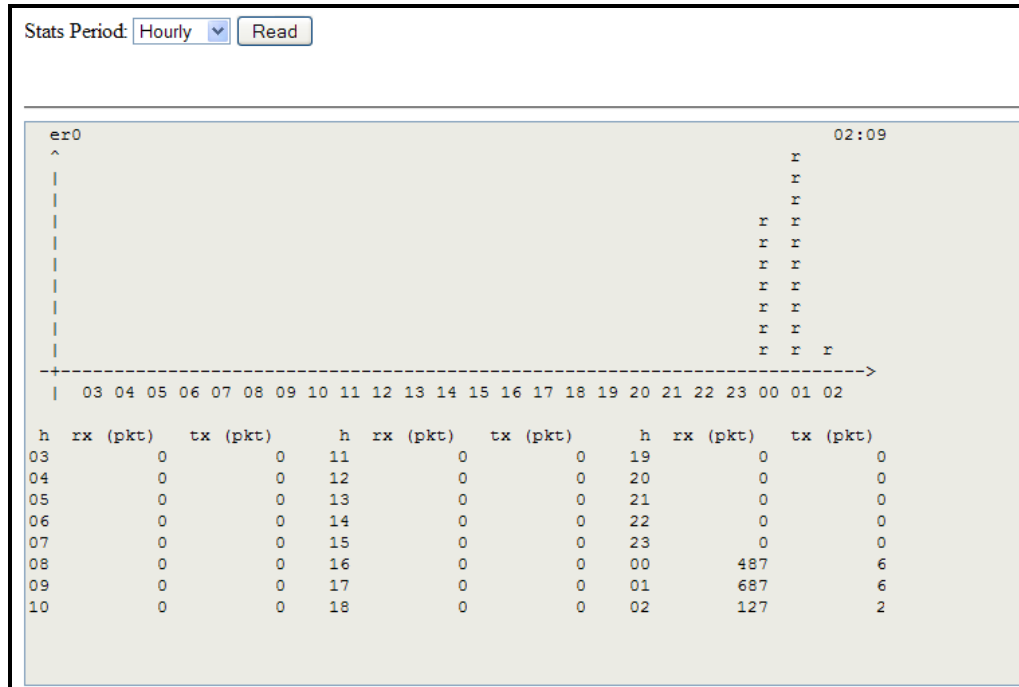 Stats Period: Hourly Read
er0 02:09
^ r
| r
| r
| r r
| r r
| r r
| r r
| r r
| r r
| r r r
-+--------------------------------------------------------------------------->
| 03 04 05 06 07 08 09 10 11 12 13 14 15 16 17 18 19 20 21 22 23 00 01 02
h rx (pkt) tx (pkt) h rx (pkt) tx (pkt) h rx (pkt) tx (pkt)
03 0 0 11 0 0 19 0 0
04 0 0 12 0 0 20 0 0
05 0 0 13 0 0 21 0 0
06 0 0 14 0 0 22 0 0
07 0 0 15 0 0 23 0 0
08 0 0 16 0 0 00 487 6
09 0 0 17 0 0 01 687 6
10 0 0 18 0 0 02 127 2